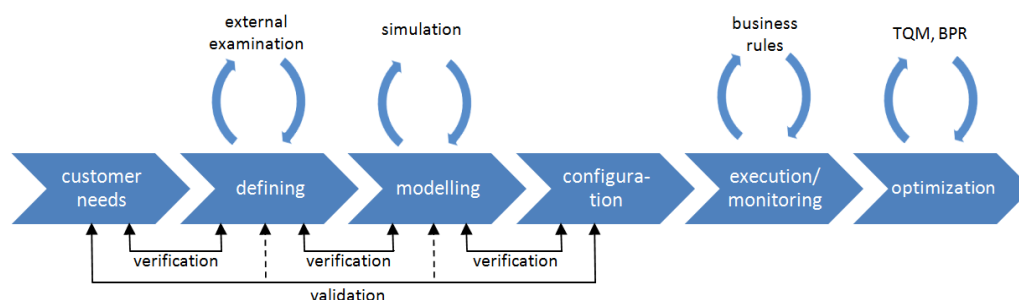 external
examination
simulation
business
rules
TQM, BPR
customer
needs
defining
modelling
configura-
tion
execution/
monitoring
optimization
verification
verification
verification
validation